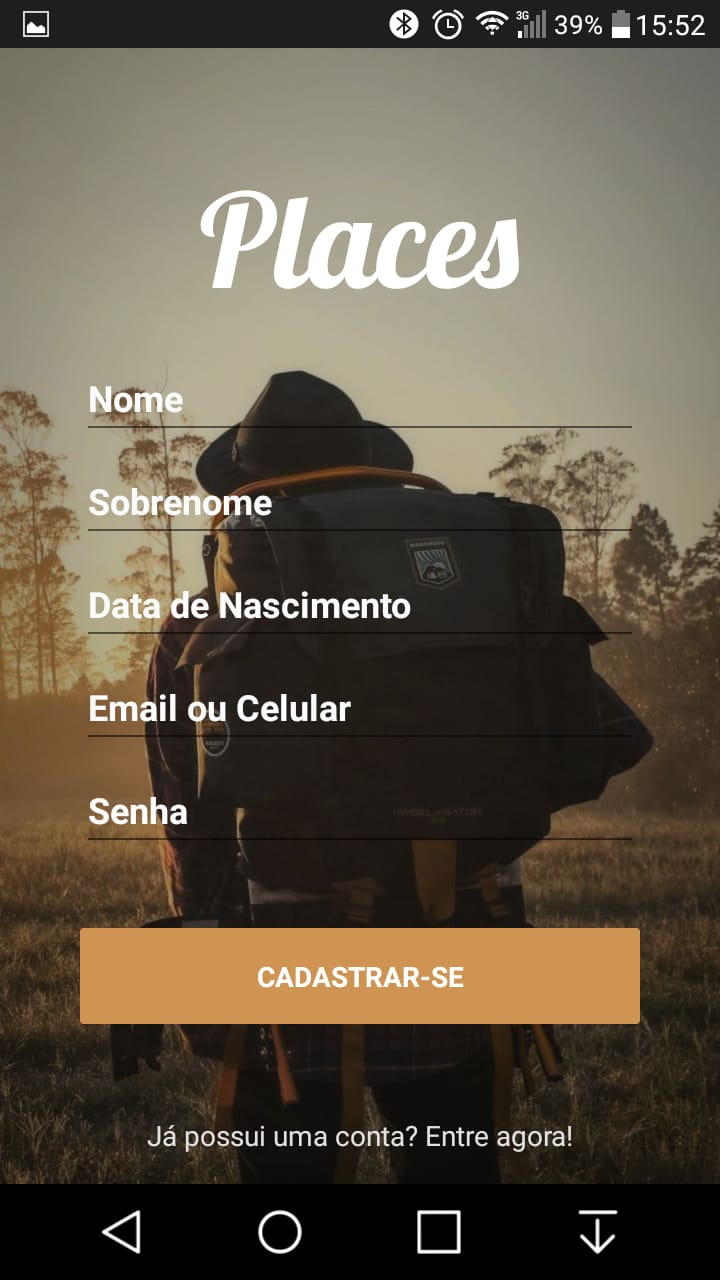 3G 39% 15:52
Places
Nome
Sobrenome
Data de Nascimento
Email ou Celular
Senha
PROCLAMATOR
CADASTRAR-SE
Já possui uma conta? Entre agora!